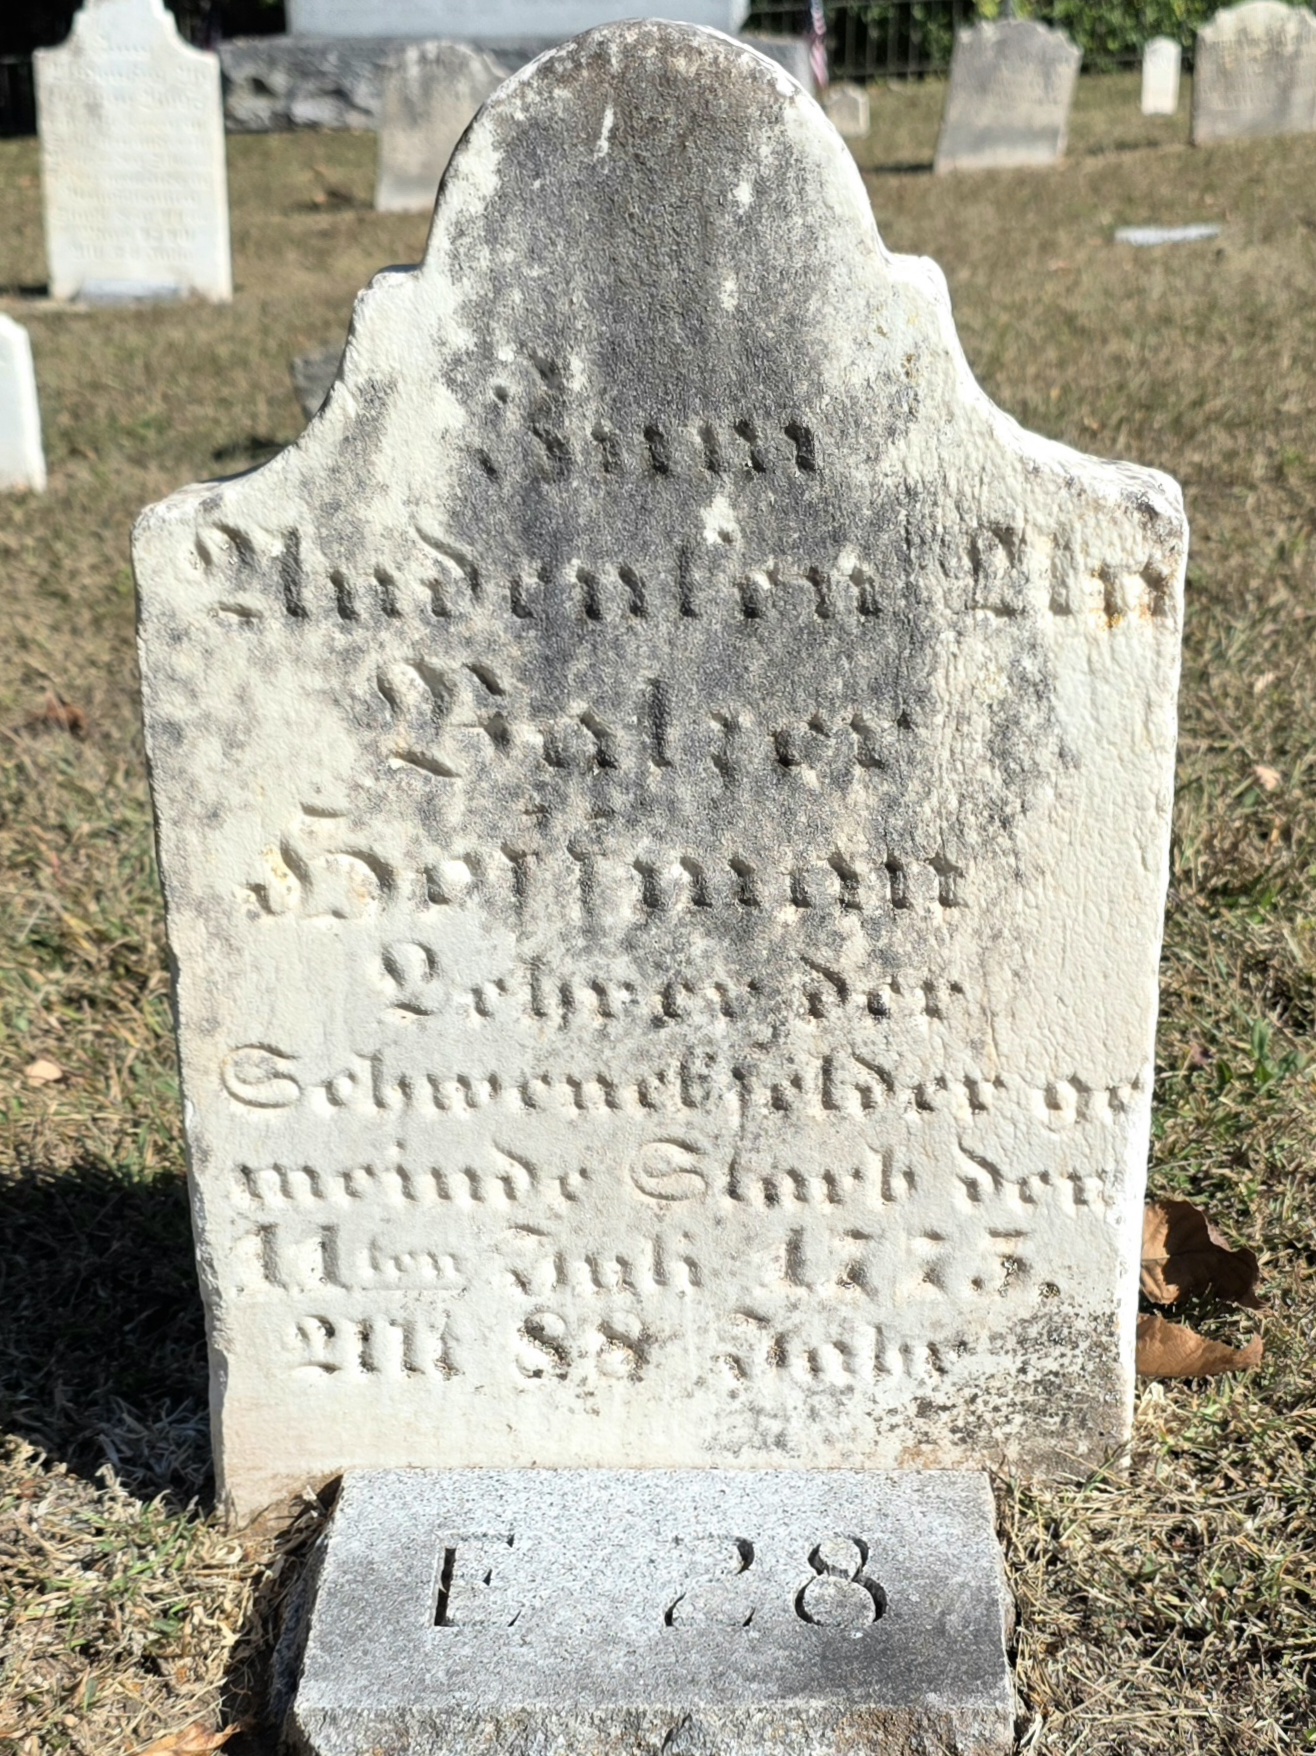 Zum
Andenken An
Balzer
Hoffman
Lehrer der
Schwenckfelder ge
meinde Starb den
11ten Juli 1775.
Alt 88 Jahr
E 28